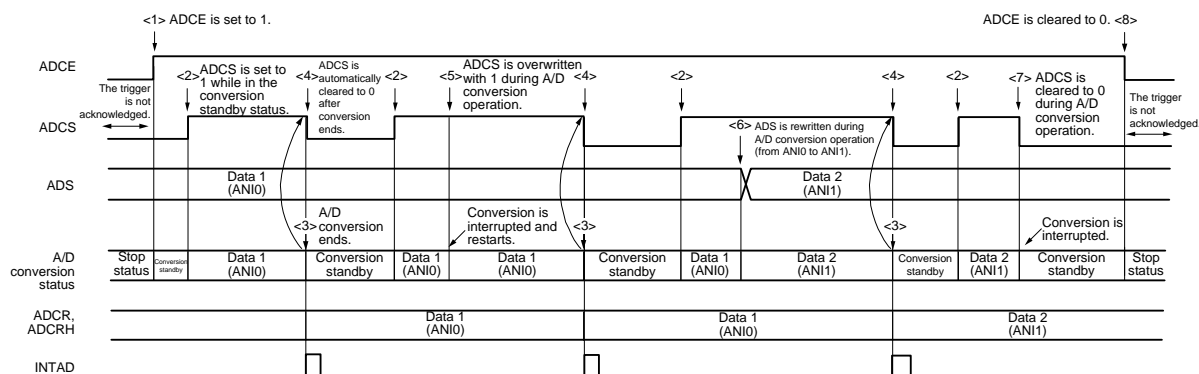 <1> ADCE is set to 1.
ADCE is cleared to 0. <8>
ADCE
The trigger
is not
acknowledged.
<2>
ADCS is set to
1 while in the
conversion
standby status.
<4>
ADCS is
automatically
cleared to 0
after
conversion
ends.
<2>
<5>
ADCS is overwritten
with 1 during A/D
conversion
operation.
<4>
<2>
<4>
<2>
<7>
ADCS is
cleared to 0
during A/D
conversion
operation.
The trigger
is not
acknowledged
ADCS
<6> ADS is rewritten during
A/D conversion operation
(from ANI0 to ANI1).
ADS
Data 1
(ANI0)
Data 2
(ANI1)
<3>
A/D
conversion
ends.
Conversion is
interrupted and
restarts.
<3>
<3>
Conversion is
interrupted.
A/D
conversion
status
Stop
status
Conversion
standby
Data 1
(ANI0)
Conversion
standby
Data 1
(ANI0)
Data 1
(ANI0)
Conversion
standby
Data 1
(ANI0)
Data 2
(ANI1)
Conversion
standby
Data 2
(ANI1)
Conversion
standby
Stop
status
ADCR,
ADCRH
Data 1
(ANI0)
Data 1
(ANI0)
Data 2
(ANI1)
INTAD